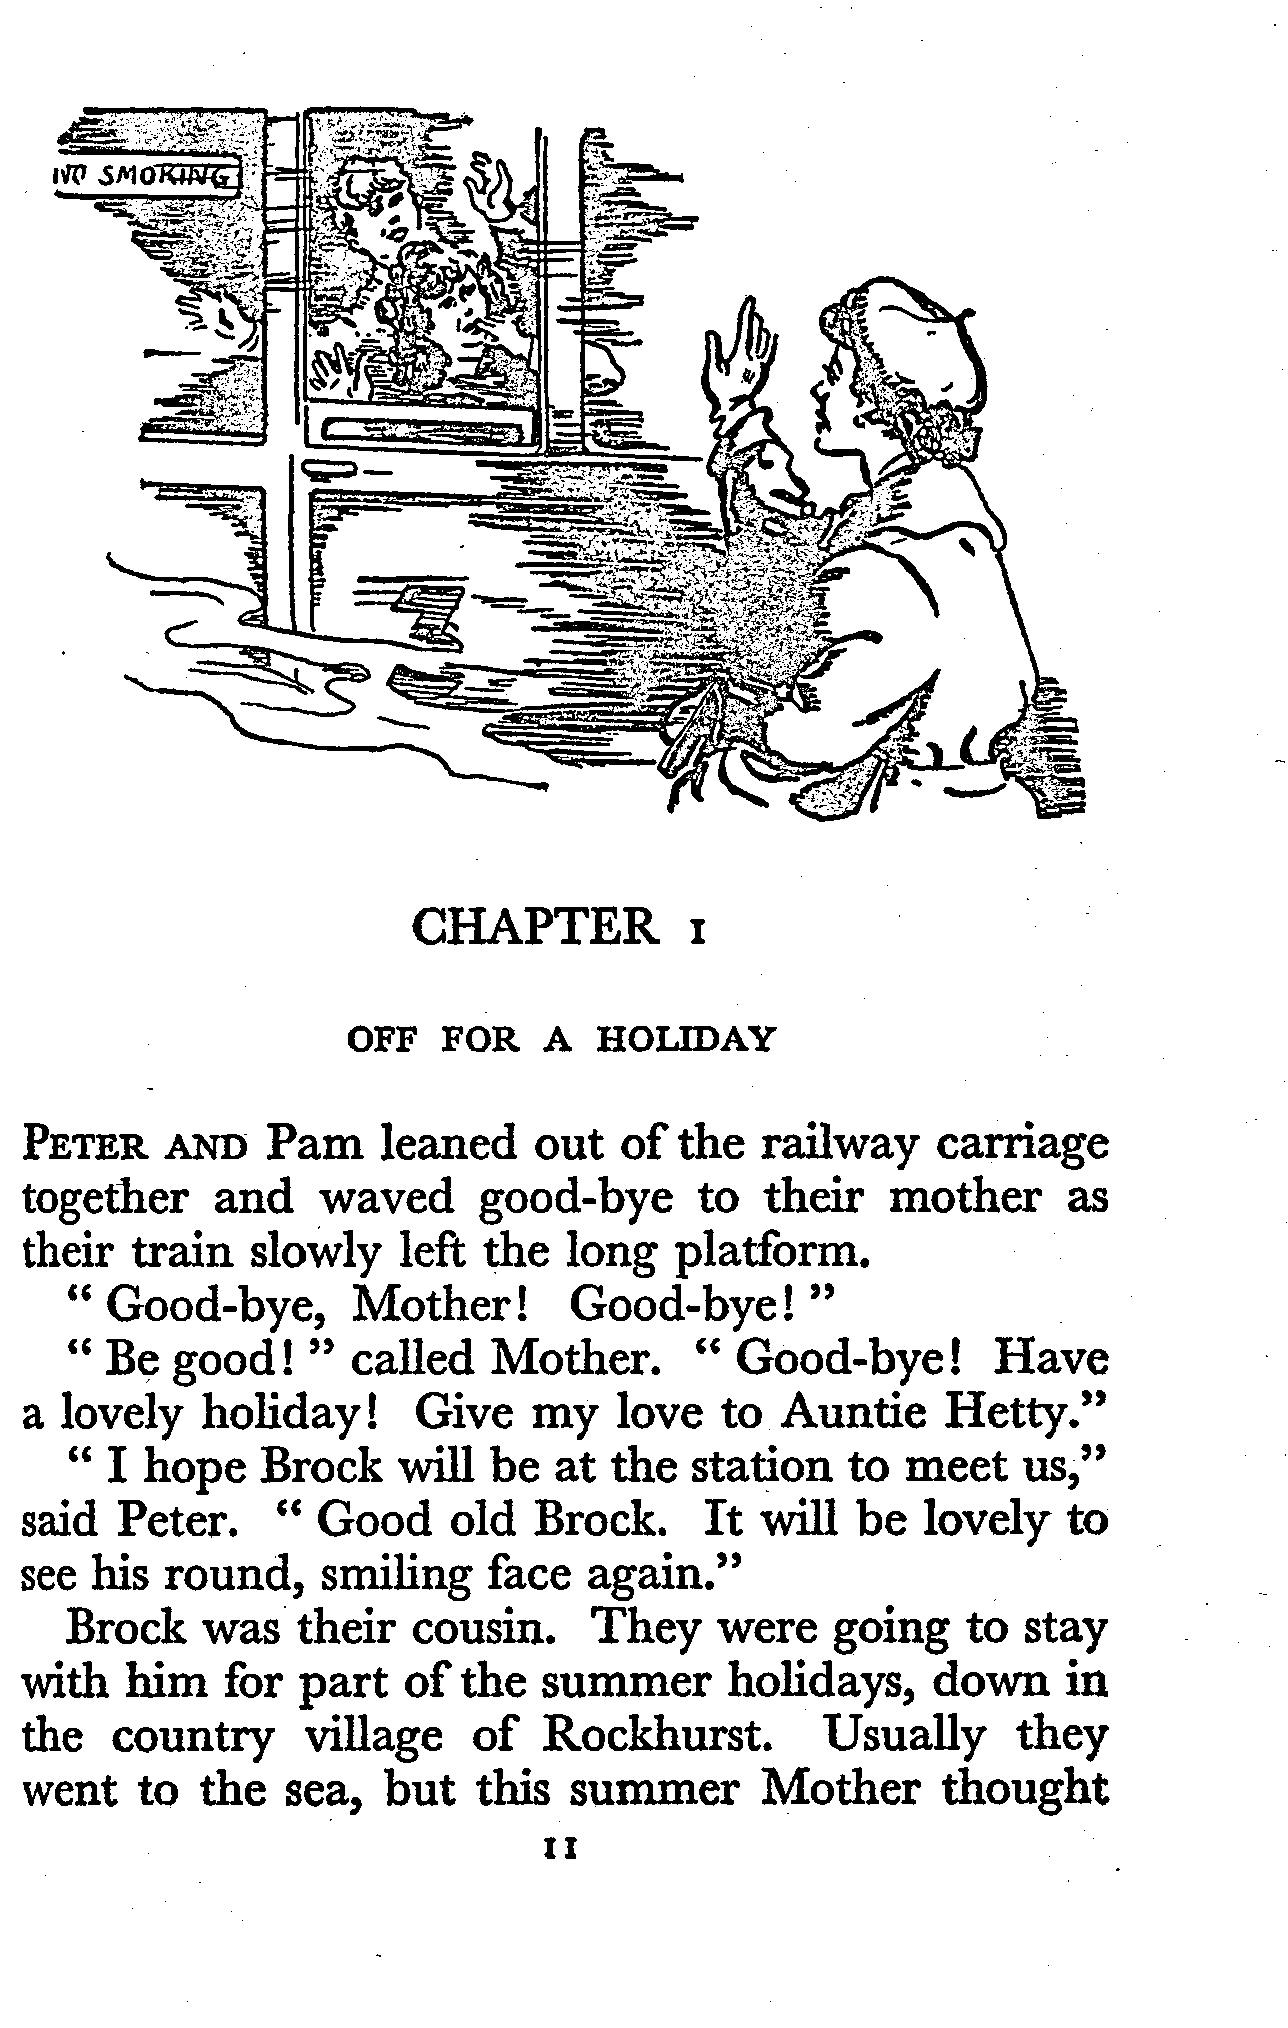 NO SMOKING
CHAPTER 1
OFF FOR A HOLIDAY
PETER AND Pam leaned out of the railway carriage
together and waved good-bye to their mother as
their train slowly left the long platform.
“ Good-bye, Mother! Good-bye! ”
“ Be good! ” called Mother. “ Good-bye! Have
a lovely holiday! Give my love to Auntie Hetty.”
“ I hope Brock will be at the station to meet us,”
said Peter. “ Good old Brock. It will be lovely to
see his round, smiling face again.”
Brock was their cousin. They were going to stay
with him for part of the summer holidays, down in
the country village of Rockhurst. Usually they
went to the sea, but this summer Mother thought
11